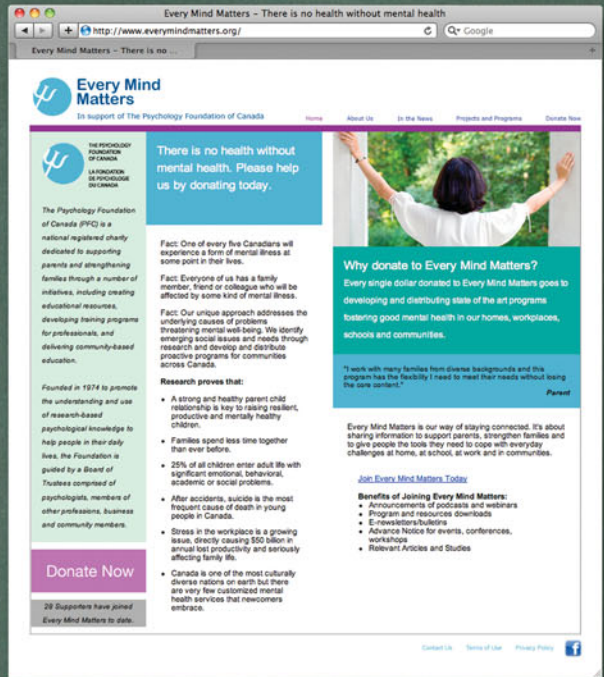 Every Mind Matters – There is no health without mental health
http://www.everymindmatters.org/
Google
Every Mind Matters – There is no ...
Every Mind
Matters
In support of The Psychology Foundation of Canada
Home
About Us
In the News
Projects and Programs
Donate Now
THE PSYCHOLOGY
FOUNDATION
OF CANADA
LA FONDATION
DE PSYCHOLOGIE
DU CANADA
The Psychology Foundation
of Canada (PFC) is a
national registered charity
dedicated to supporting
parents and strengthening
families through a number of
initiatives, including creating
educational resources,
developing training programs
for professionals, and
delivering community-based
education.
Founded in 1974 to promote
the understanding and use
of research-based
psychological knowledge to
help people in their daily
lives, the Foundation is
guided by a Board of
Trustees comprised of
psychologists, members of
other professions, business
and community members.
Donate Now
28 Supporters have joined
Every Mind Matters to date.
There is no health without
mental health. Please help
us by donating today.
Fact: One of every five Canadians will
experience a form of mental illness at
some point in their lives.
Fact: Everyone of us has a family
member, friend or colleague who will be
affected by some kind of mental illness.
Fact: Our unique approach addresses the
underlying causes of problems
threatening mental well-being. We identify
emerging social issues and needs through
research and develop and distribute
proactive programs for communities
across Canada.
Research proves that:
• A strong and healthy parent child
relationship is key to raising resilient,
productive and mentally healthy
children.
• Families spend less time together
than ever before.
• 25% of all children enter adult life with
significant emotional, behavioral,
academic or social problems.
• After accidents, suicide is the most
frequent cause of death in young
people in Canada.
• Stress in the workplace is a growing
issue, directly causing $50 billion in
annual lost productivity and seriously
affecting family life.
• Canada is one of the most culturally
diverse nations on earth but there
are very few customized mental
health services that newcomers
embrace.
Why donate to Every Mind Matters?
Every single dollar donated to Every Mind Matters goes to
developing and distributing state of the art programs
fostering good mental health in our homes, workplaces,
schools and communities.
"I work with many families from diverse backgrounds and this
program has the flexibility I need to meet their needs without losing
the core content."
Parent
Every Mind Matters is our way of staying connected. It's about
sharing information to support parents, strengthen families and
to give people the tools they need to cope with everyday
challenges at home, at school, at work and in communities.
Join Every Mind Matters Today
Benefits of Joining Every Mind Matters:
• Announcements of podcasts and webinars
• Program and resources downloads
• E-newsletters/bulletins
• Advance Notice for events, conferences,
workshops
• Relevant Articles and Studies
Contact Us
Terms of Use
Privacy Policy
f